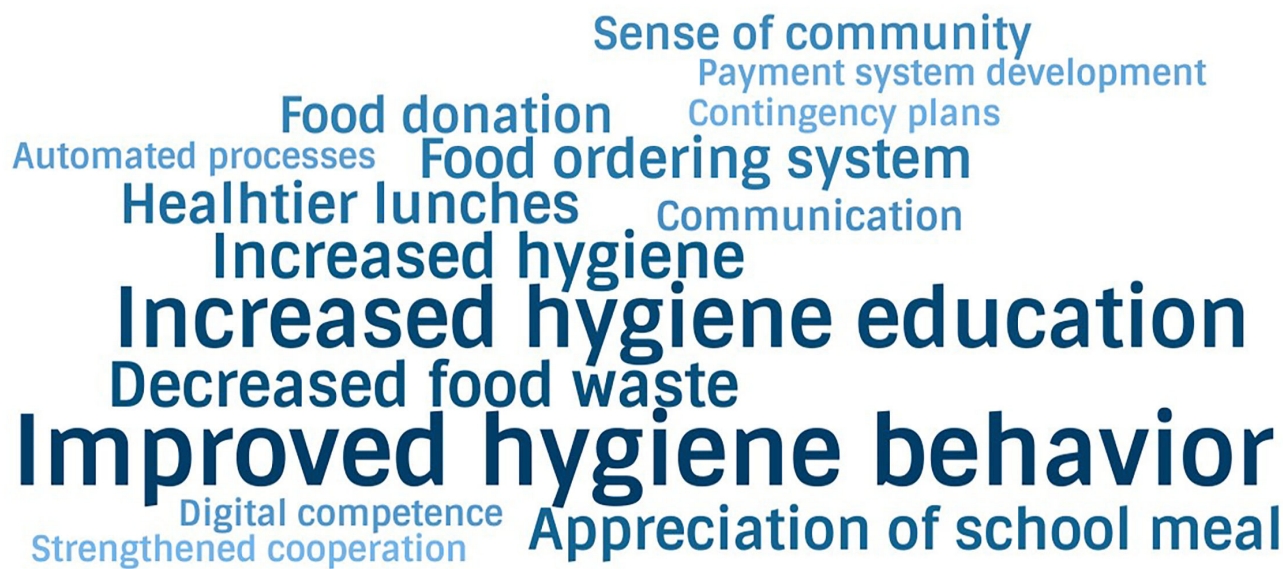 Sense of community
Payment system development
Food donation
Contingency plans
Automated processes
Food ordering system
Healhtier lunches
Communication
Increased hygiene
Increased hygiene education
Decreased food waste
Improved hygiene behavior
Digital competence
Appreciation of school meal
Strengthened cooperation